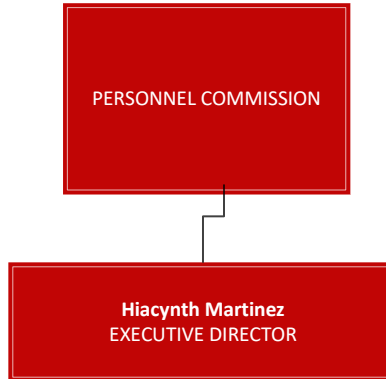 PERSONNEL COMMISSION
Hiacynth Martinez
EXECUTIVE DIRECTOR